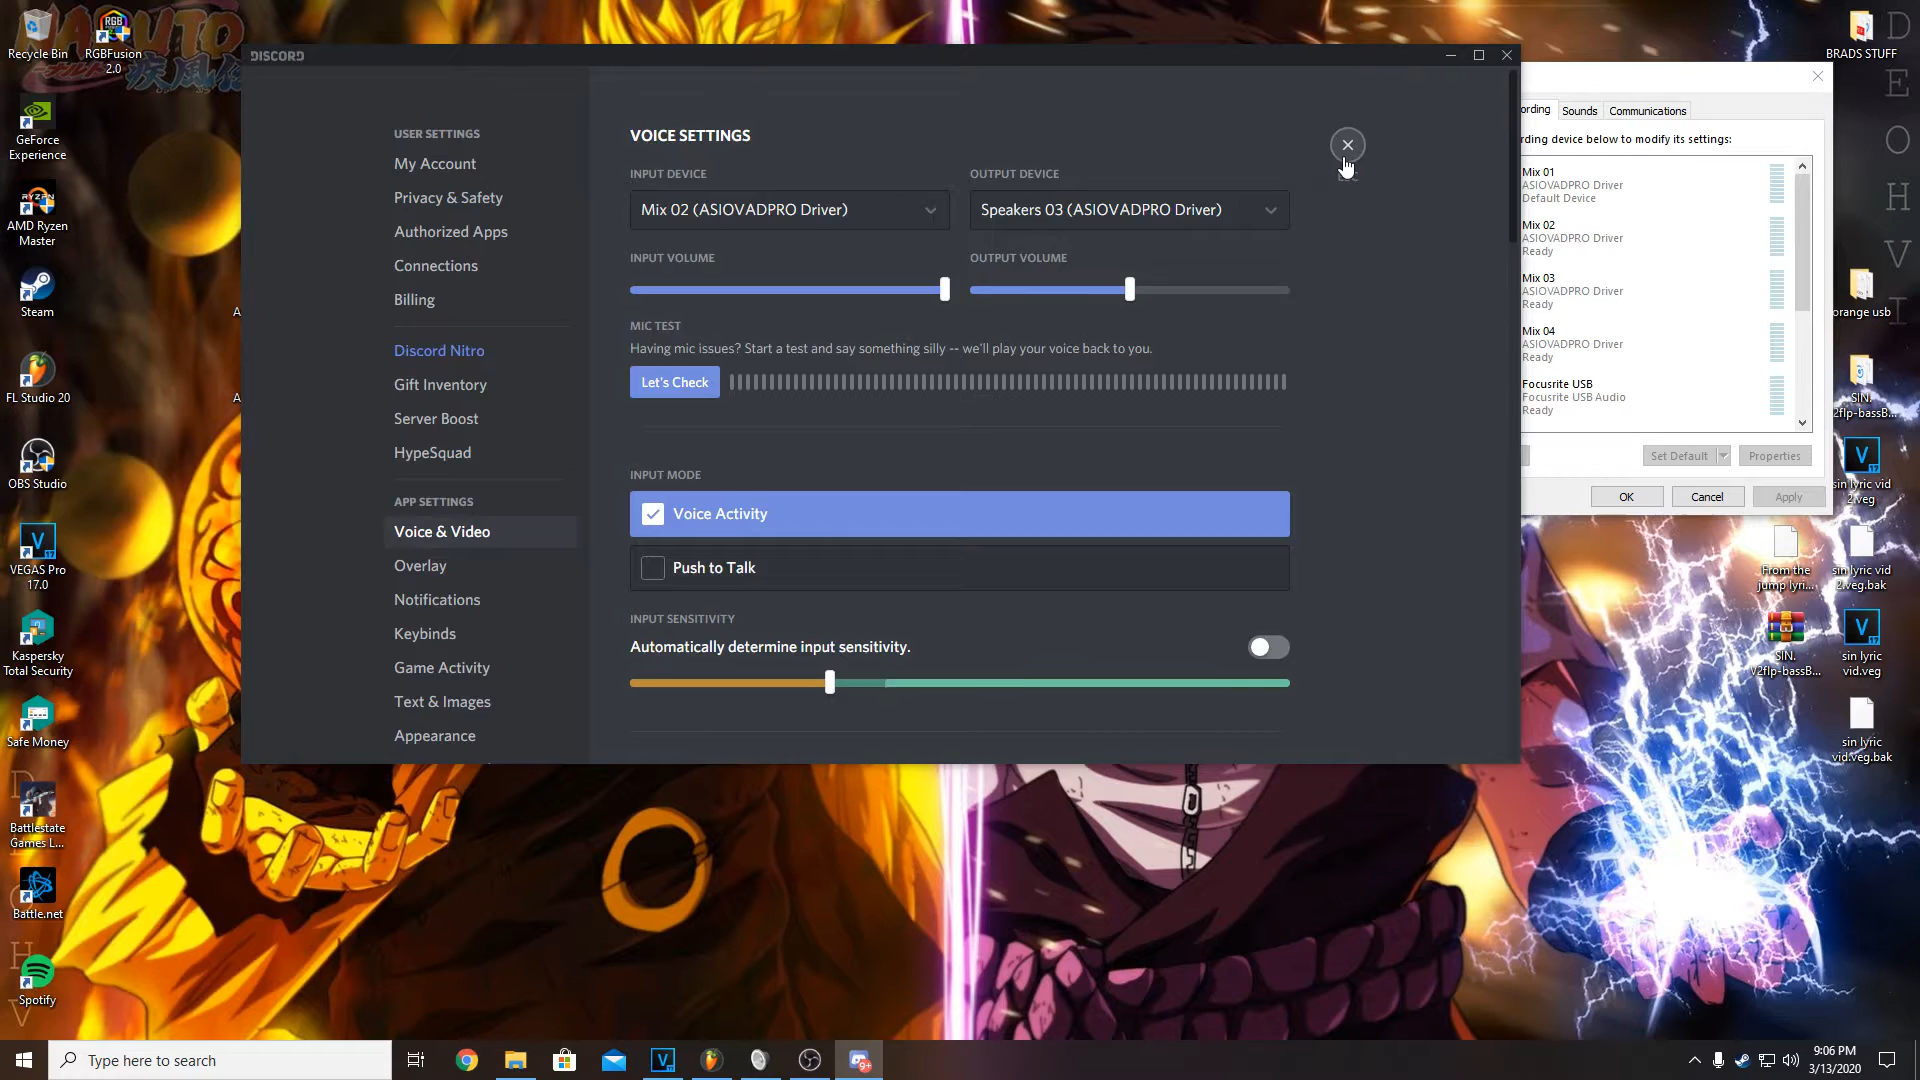 Recycle Bin
RGBFusion
2.0
GeForce
Experience
AMD Ryzen
Master
Steam
FL Studio 20
OBS Studio
VEGAS Pro
17.0
Kaspersky
Total Security
Safe Money
Battlestate
Games L...
Battle.net
Spotify
DISCORD
USER SETTINGS
My Account
Privacy & Safety
Authorized Apps
Connections
Billing
Discord Nitro
Gift Inventory
Server Boost
HypeSquad
APP SETTINGS
Voice & Video
Overlay
Notifications
Keybinds
Game Activity
Text & Images
Appearance
VOICE SETTINGS
INPUT DEVICE
OUTPUT DEVICE
Mix 02 (ASIOVADPRO Driver)
Speakers 03 (ASIOVADPRO Driver)
INPUT VOLUME
OUTPUT VOLUME
MIC TEST
Having mic issues? Start a test and say something silly -- we'll play your voice back to you.
Let's Check
INPUT MODE
Voice Activity
Push to Talk
INPUT SENSITIVITY
Automatically determine input sensitivity.
ording
Sounds
Communications
rding device below to modify its settings:
Mix 01
ASIOVADPRO Driver
Default Device
Mix 02
ASIOVADPRO Driver
Ready
Mix 03
ASIOVADPRO Driver
Ready
Mix 04
ASIOVADPRO Driver
Ready
Focusrite USB
Focusrite USB Audio
Ready
Set Default
Properties
OK
Cancel
Apply
BRADS STUFF
orange usb
SIN.
V2flp-bassB...
sin lyric vid
2.veg
From the
jump lyri...
sin lyric vid
2.veg.bak
SIN.
V2flp-bassB...
sin lyric
vid.veg
sin lyric
vid.veg.bak
Type here to search
9+
9:06 PM
3/13/2020